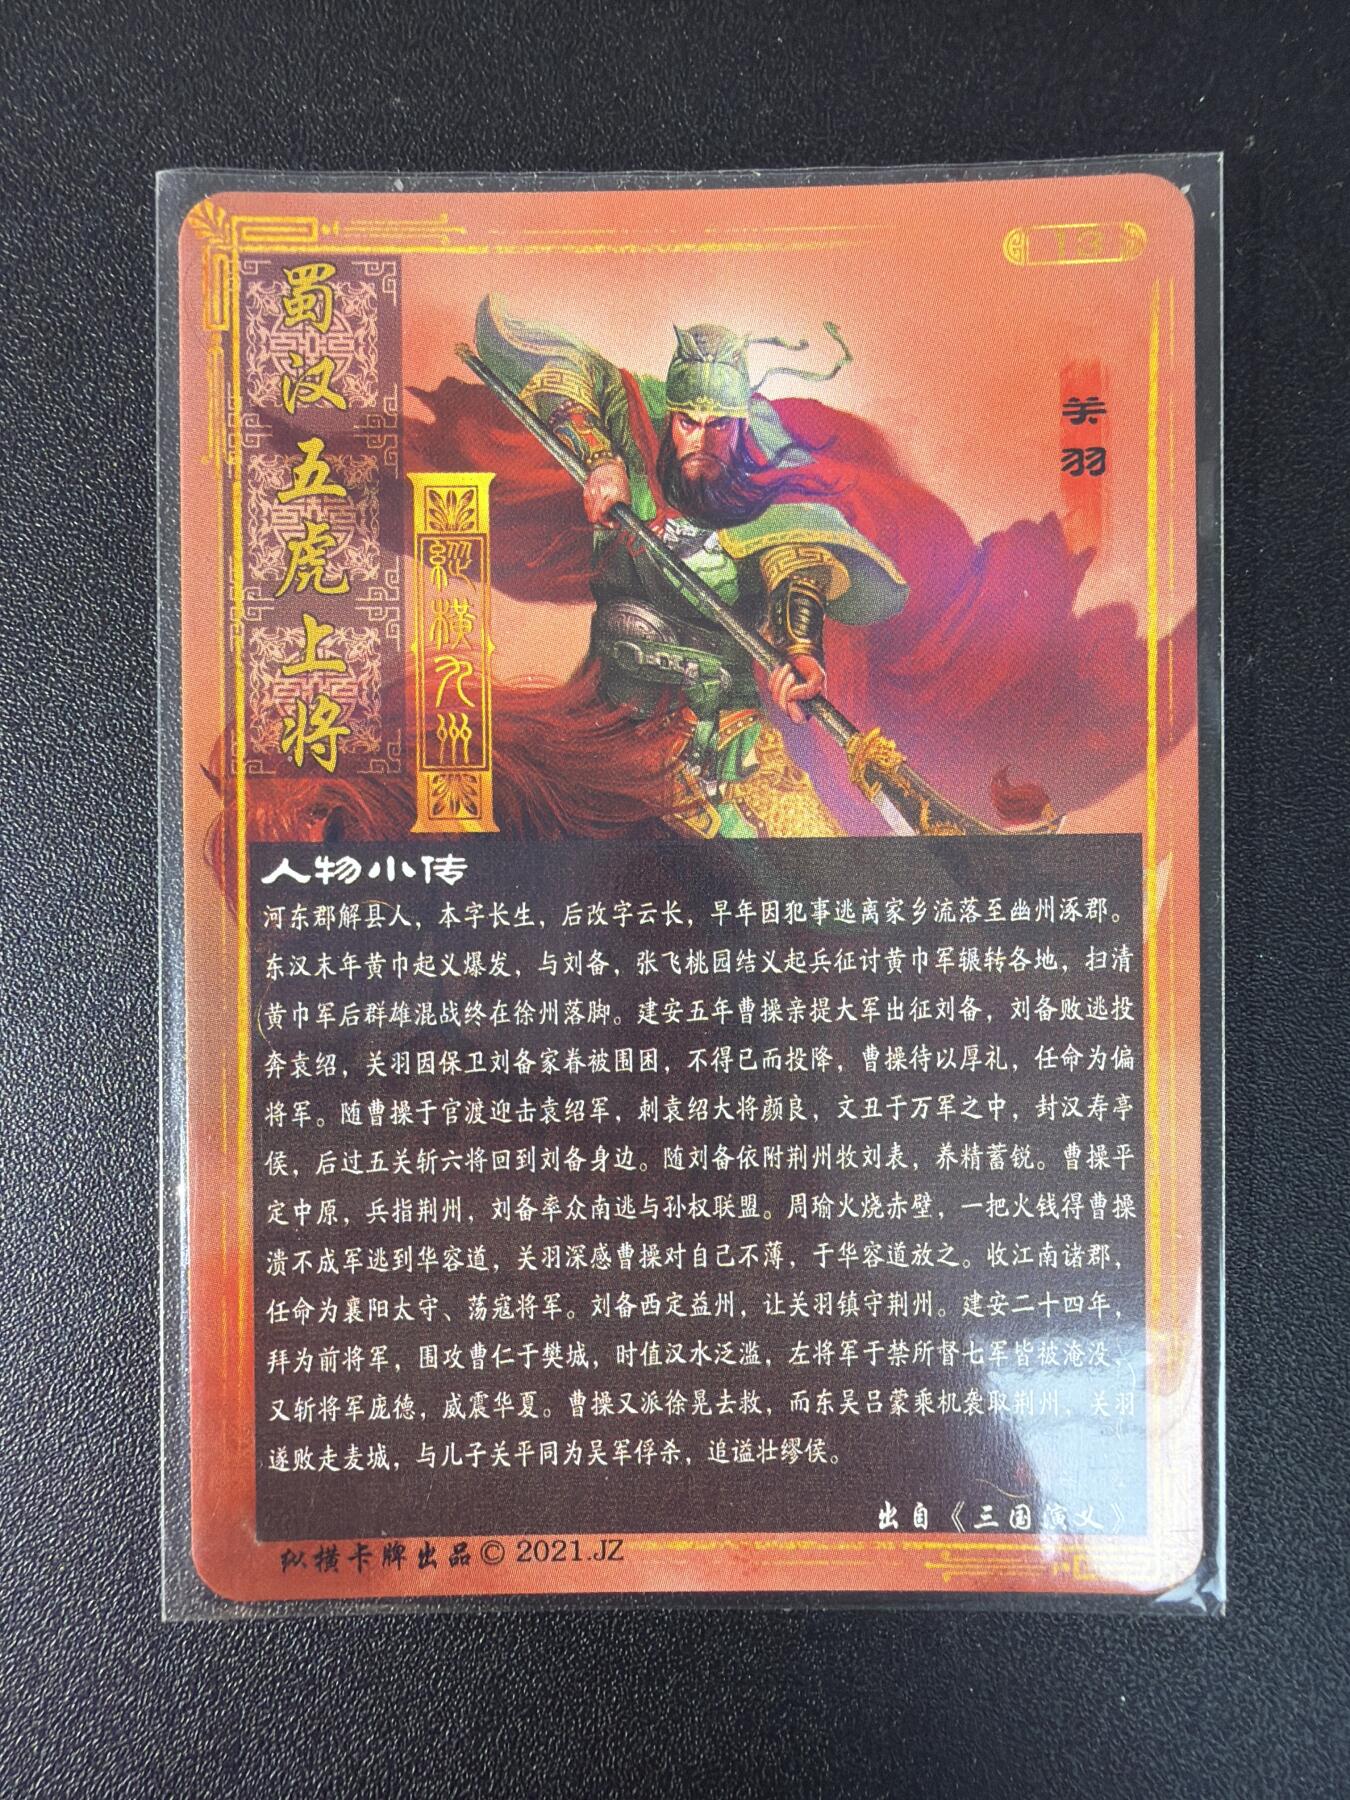 13
蜀汉五虎上将
關羽
縱橫九州
人物小传
河东郡解县人，本字长生，后改字云长，早年因犯事逃离家乡流落至幽州涿郡。
东汉末年黄巾起义爆发，与刘备，张飞桃园结义起兵征讨黄巾军辗转各地，扫清
黄巾军后群雄混战终在徐州落脚。建安五年曹操亲提大军出征刘备，刘备败逃投
奔袁绍，关羽因保卫刘备家眷被围困，不得已而投降，曹操待以厚礼，任命为偏
将军。随曹操于官渡迎击袁绍军，刺袁绍大将颜良，文丑于万军之中，封汉寿亭
侯，后过五关斩六将回到刘备身边。随刘备依附荆州牧刘表，养精蓄锐。曹操平
定中原，兵指荆州，刘备率众南逃与孙权联盟。周瑜火烧赤壁，一把火钱得曹操
溃不成军逃到华容道，关羽深感曹操对自己不薄，于华容道放之。收江南诸郡，
任命为襄阳太守、荡寇将军。刘备西定益州，让关羽镇守荆州。建安二十四年，
拜为前将军，围攻曹仁于樊城，时值汉水泛滥，左将军于禁所督七军皆被淹没、
又斩将军庞德，威震华夏。曹操又派徐晃去救，而东吴吕蒙乘机袭取荆州，关羽
遂败走麦城，与儿子关平同为吴军俘杀，追谥壮缪侯。
出自《三国演义》
纵横卡牌出品© 2021.JZ